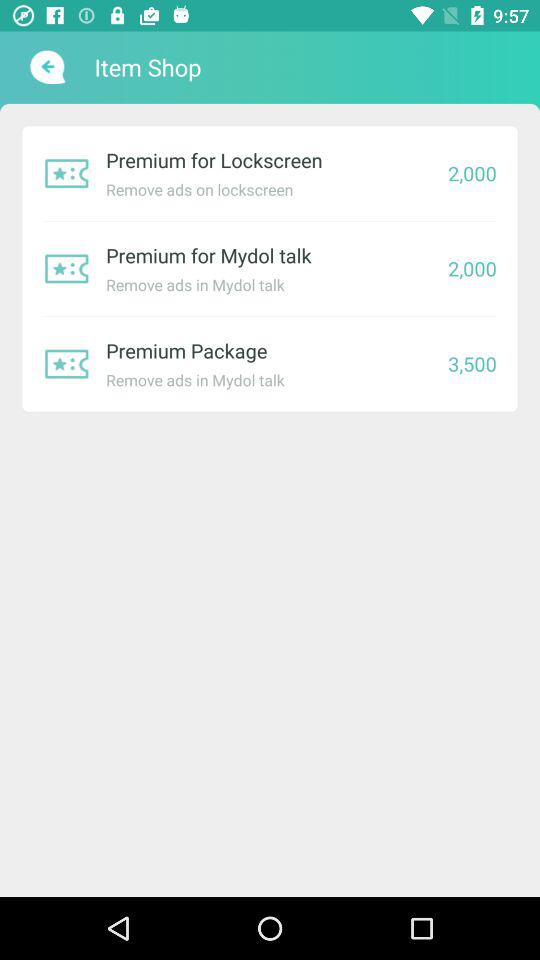 9:57
Item Shop
Premium for Lockscreen
Remove ads on lockscreen
2,000
Premium for Mydol talk
Remove ads in Mydol talk
2,000
Premium Package
Remove ads in Mydol talk
3,500